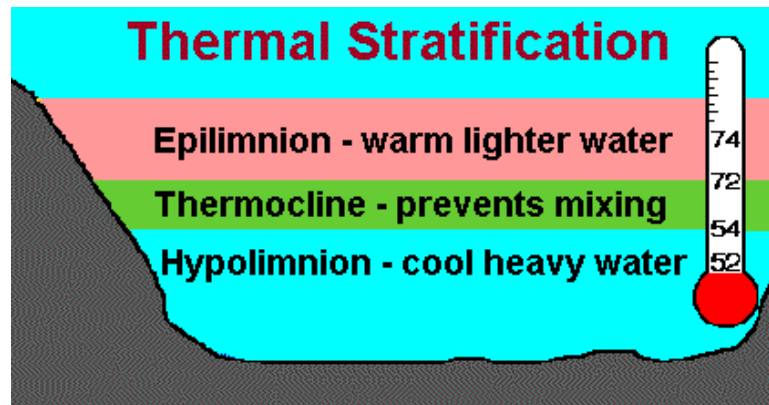 Thermal Stratification
Epilimnion - warm lighter water
74
72
Thermocline - prevents mixing
54
Hypolimnion - cool heavy water
52